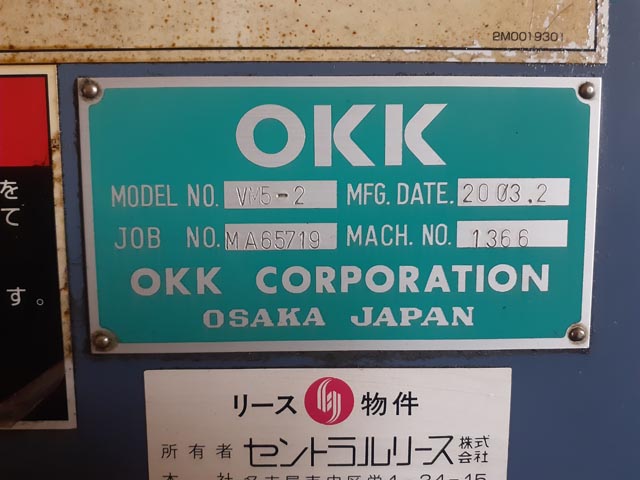 2M0019301
OKK
MODEL NO. VM5-2 MFG. DATE. 2003.2
JOB NO. MA65719 MACH. NO. 1366
OKK CORPORATION
OSAKA JAPAN
を
て
す。
リース 物件
所有者 セントラルリース 株式会社
本社